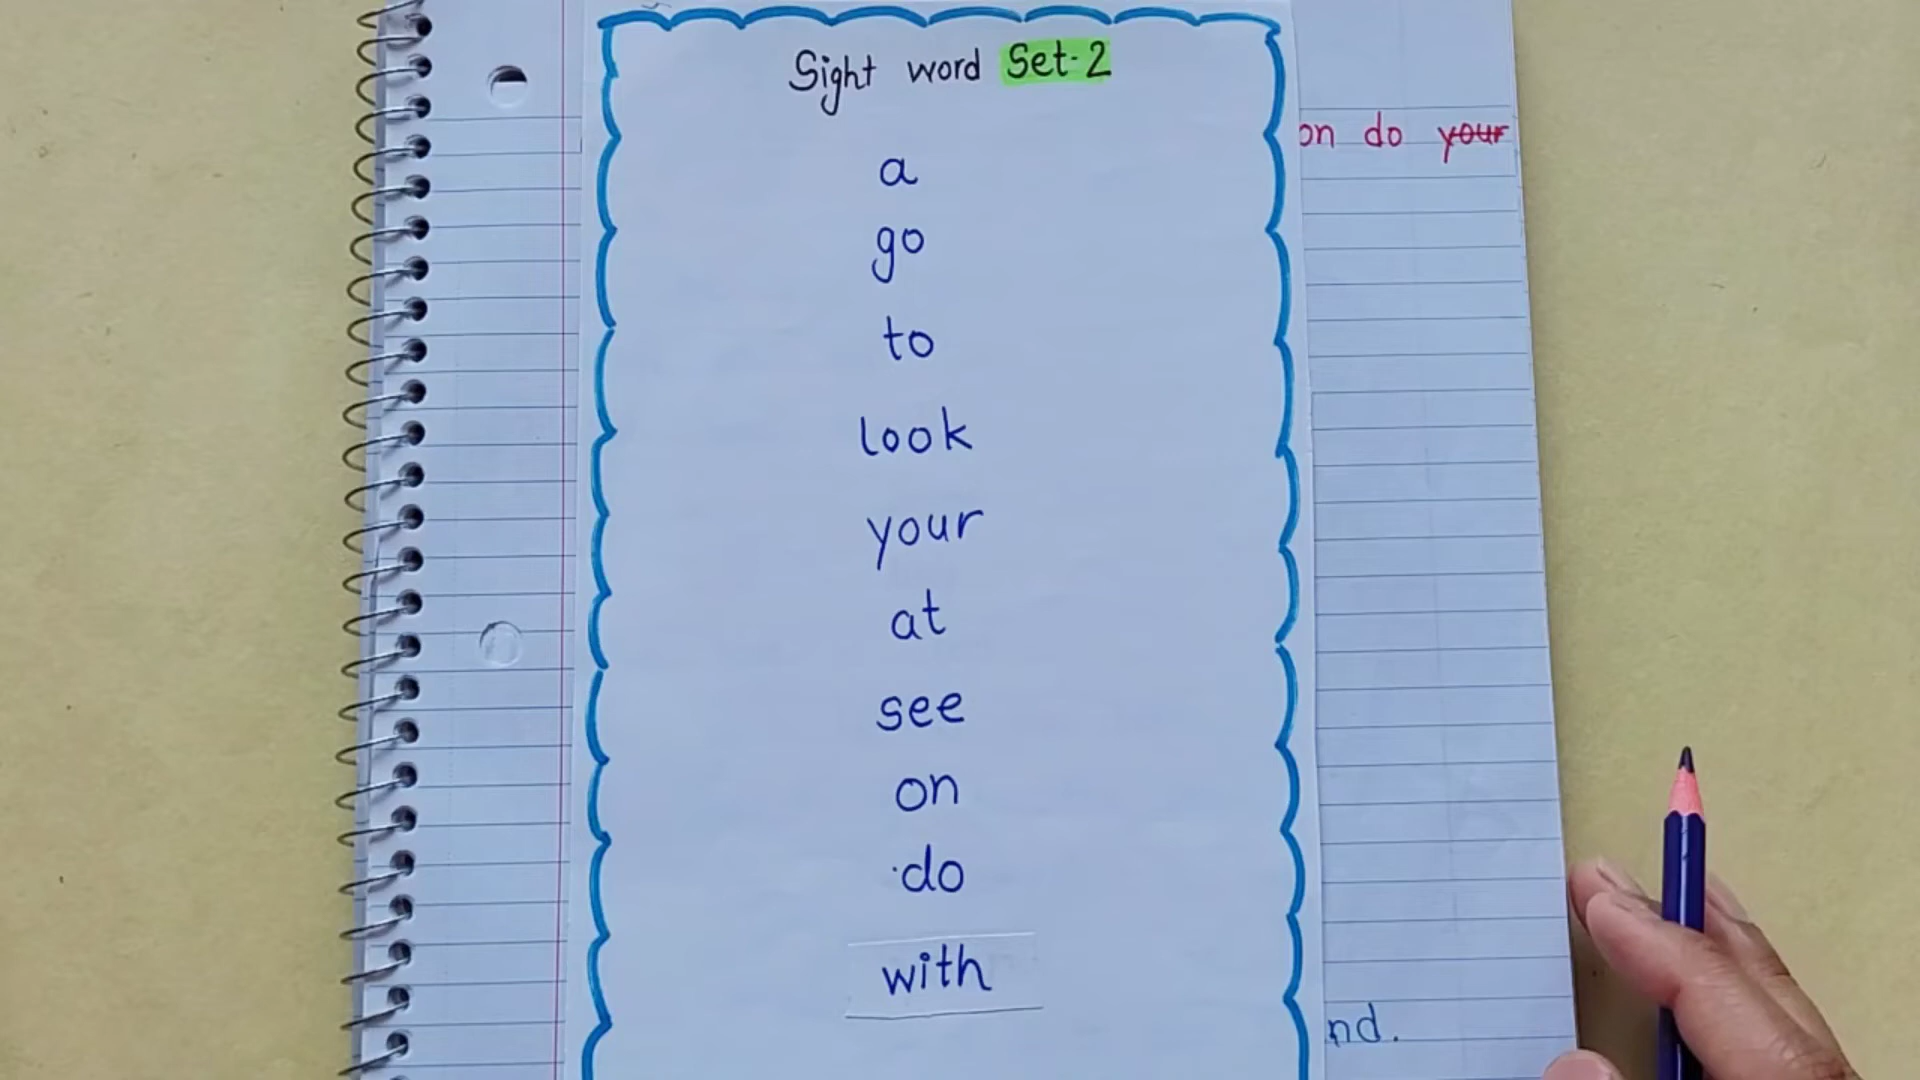 Sight word Set-2
on do your
a
go
to
look
your
at
see
on
do
with
nd.